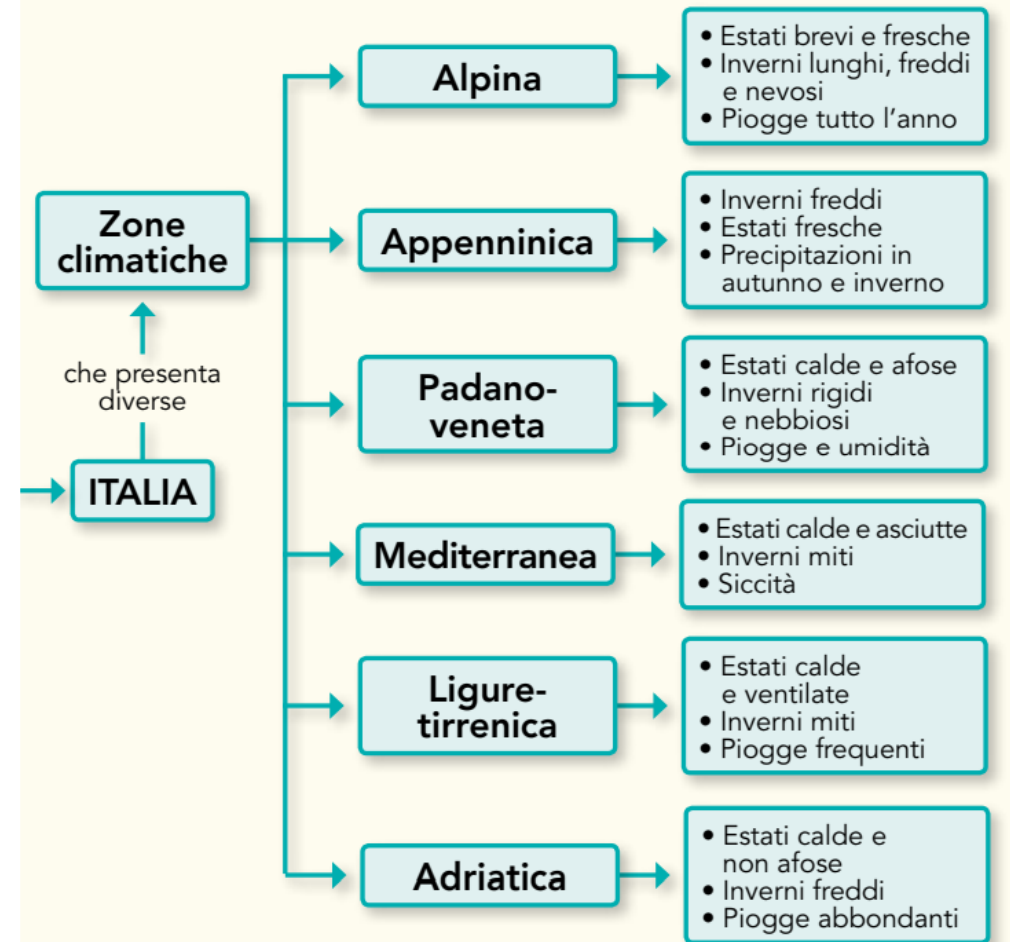 Zone
climatiche
che presenta
diverse
ITALIA
Alpina
• Estati brevi e fresche
• Inverni lunghi, freddi
e nevosi
• Piogge tutto l'anno
Appenninica
• Inverni freddi
• Estati fresche
• Precipitazioni in
autunno e inverno
Padano-
veneta
• Estati calde e afose
• Inverni rigidi
e nebbiosi
• Piogge e umidità
Mediterranea
• Estati calde e asciutte
• Inverni miti
• Siccità
Ligure-
tirrenica
• Estati calde
e ventilate
• Inverni miti
• Piogge frequenti
Adriatica
• Estati calde e
non afose
• Inverni freddi
• Piogge abbondanti